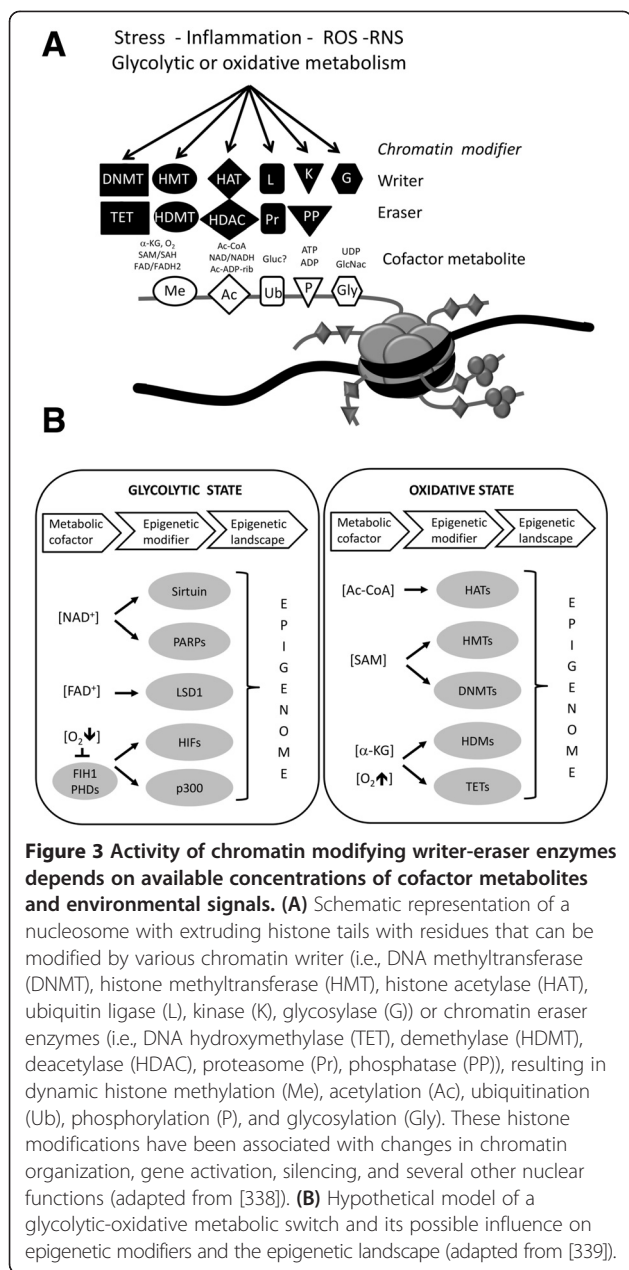 A
Stress - Inflammation - ROS -RNS
Glycolytic or oxidative metabolism
Chromatin modifier
DNMT HMT HAT L K G Writer
TET HDMT HDAC Pr PP Eraser
α-KG, O2
SAM/SAH
FAD/FADH2
Ac-CoA
NAD/NADH
Ac-ADP-rib
Gluc?
ATP
ADP
UDP
GlcNac
Cofactor metabolite
Me Ac Ub P Gly
B
GLYCOLYTIC STATE
Metabolic
cofactor
Epigenetic
modifier
Epigenetic
landscape
[NAD+]
Sirtuin
PARPs
[FAD+]
LSD1
[O2↓]
FIH1
PHDs
HIFs
p300
E
P
I
G
E
N
O
M
E
OXIDATIVE STATE
Metabolic
cofactor
Epigenetic
modifier
Epigenetic
landscape
[Ac-CoA]
HATs
[SAM]
HMTs
DNMTs
[α-KG]
[O2↑]
HDMs
TETs
E
P
I
G
E
N
O
M
E
Figure 3 Activity of chromatin modifying writer-eraser enzymes
depends on available concentrations of cofactor metabolites
and environmental signals. (A) Schematic representation of a
nucleosome with extruding histone tails with residues that can be
modified by various chromatin writer (i.e., DNA methyltransferase
(DNMT), histone methyltransferase (HMT), histone acetylase (HAT),
ubiquitin ligase (L), kinase (K), glycosylase (G)) or chromatin eraser
enzymes (i.e., DNA hydroxymethylase (TET), demethylase (HDMT),
deacetylase (HDAC), proteasome (Pr), phosphatase (PP)), resulting in
dynamic histone methylation (Me), acetylation (Ac), ubiquitination
(Ub), phosphorylation (P), and glycosylation (Gly). These histone
modifications have been associated with changes in chromatin
organization, gene activation, silencing, and several other nuclear
functions (adapted from [338]). (B) Hypothetical model of a
glycolytic-oxidative metabolic switch and its possible influence on
epigenetic modifiers and the epigenetic landscape (adapted from [339]).